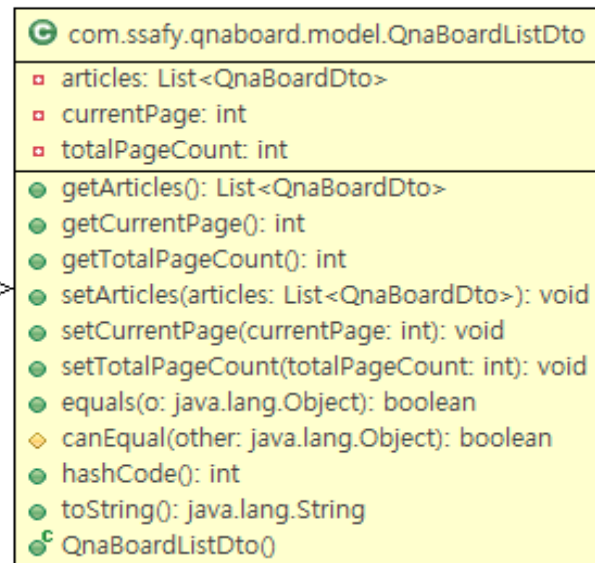 C com.ssafy.qnaboard.model.QnaBoardListDto
articles: List<QnaBoardDto>
currentPage: int
totalPageCount: int
getArticles(): List<QnaBoardDto>
getCurrentPage(): int
getTotalPageCount(): int
setArticles(articles: List<QnaBoardDto>): void
setCurrentPage(currentPage: int): void
setTotalPageCount(totalPageCount: int): void
equals(o: java.lang.Object): boolean
canEqual(other: java.lang.Object): boolean
hashCode(): int
toString(): java.lang.String
C QnaBoardListDto()